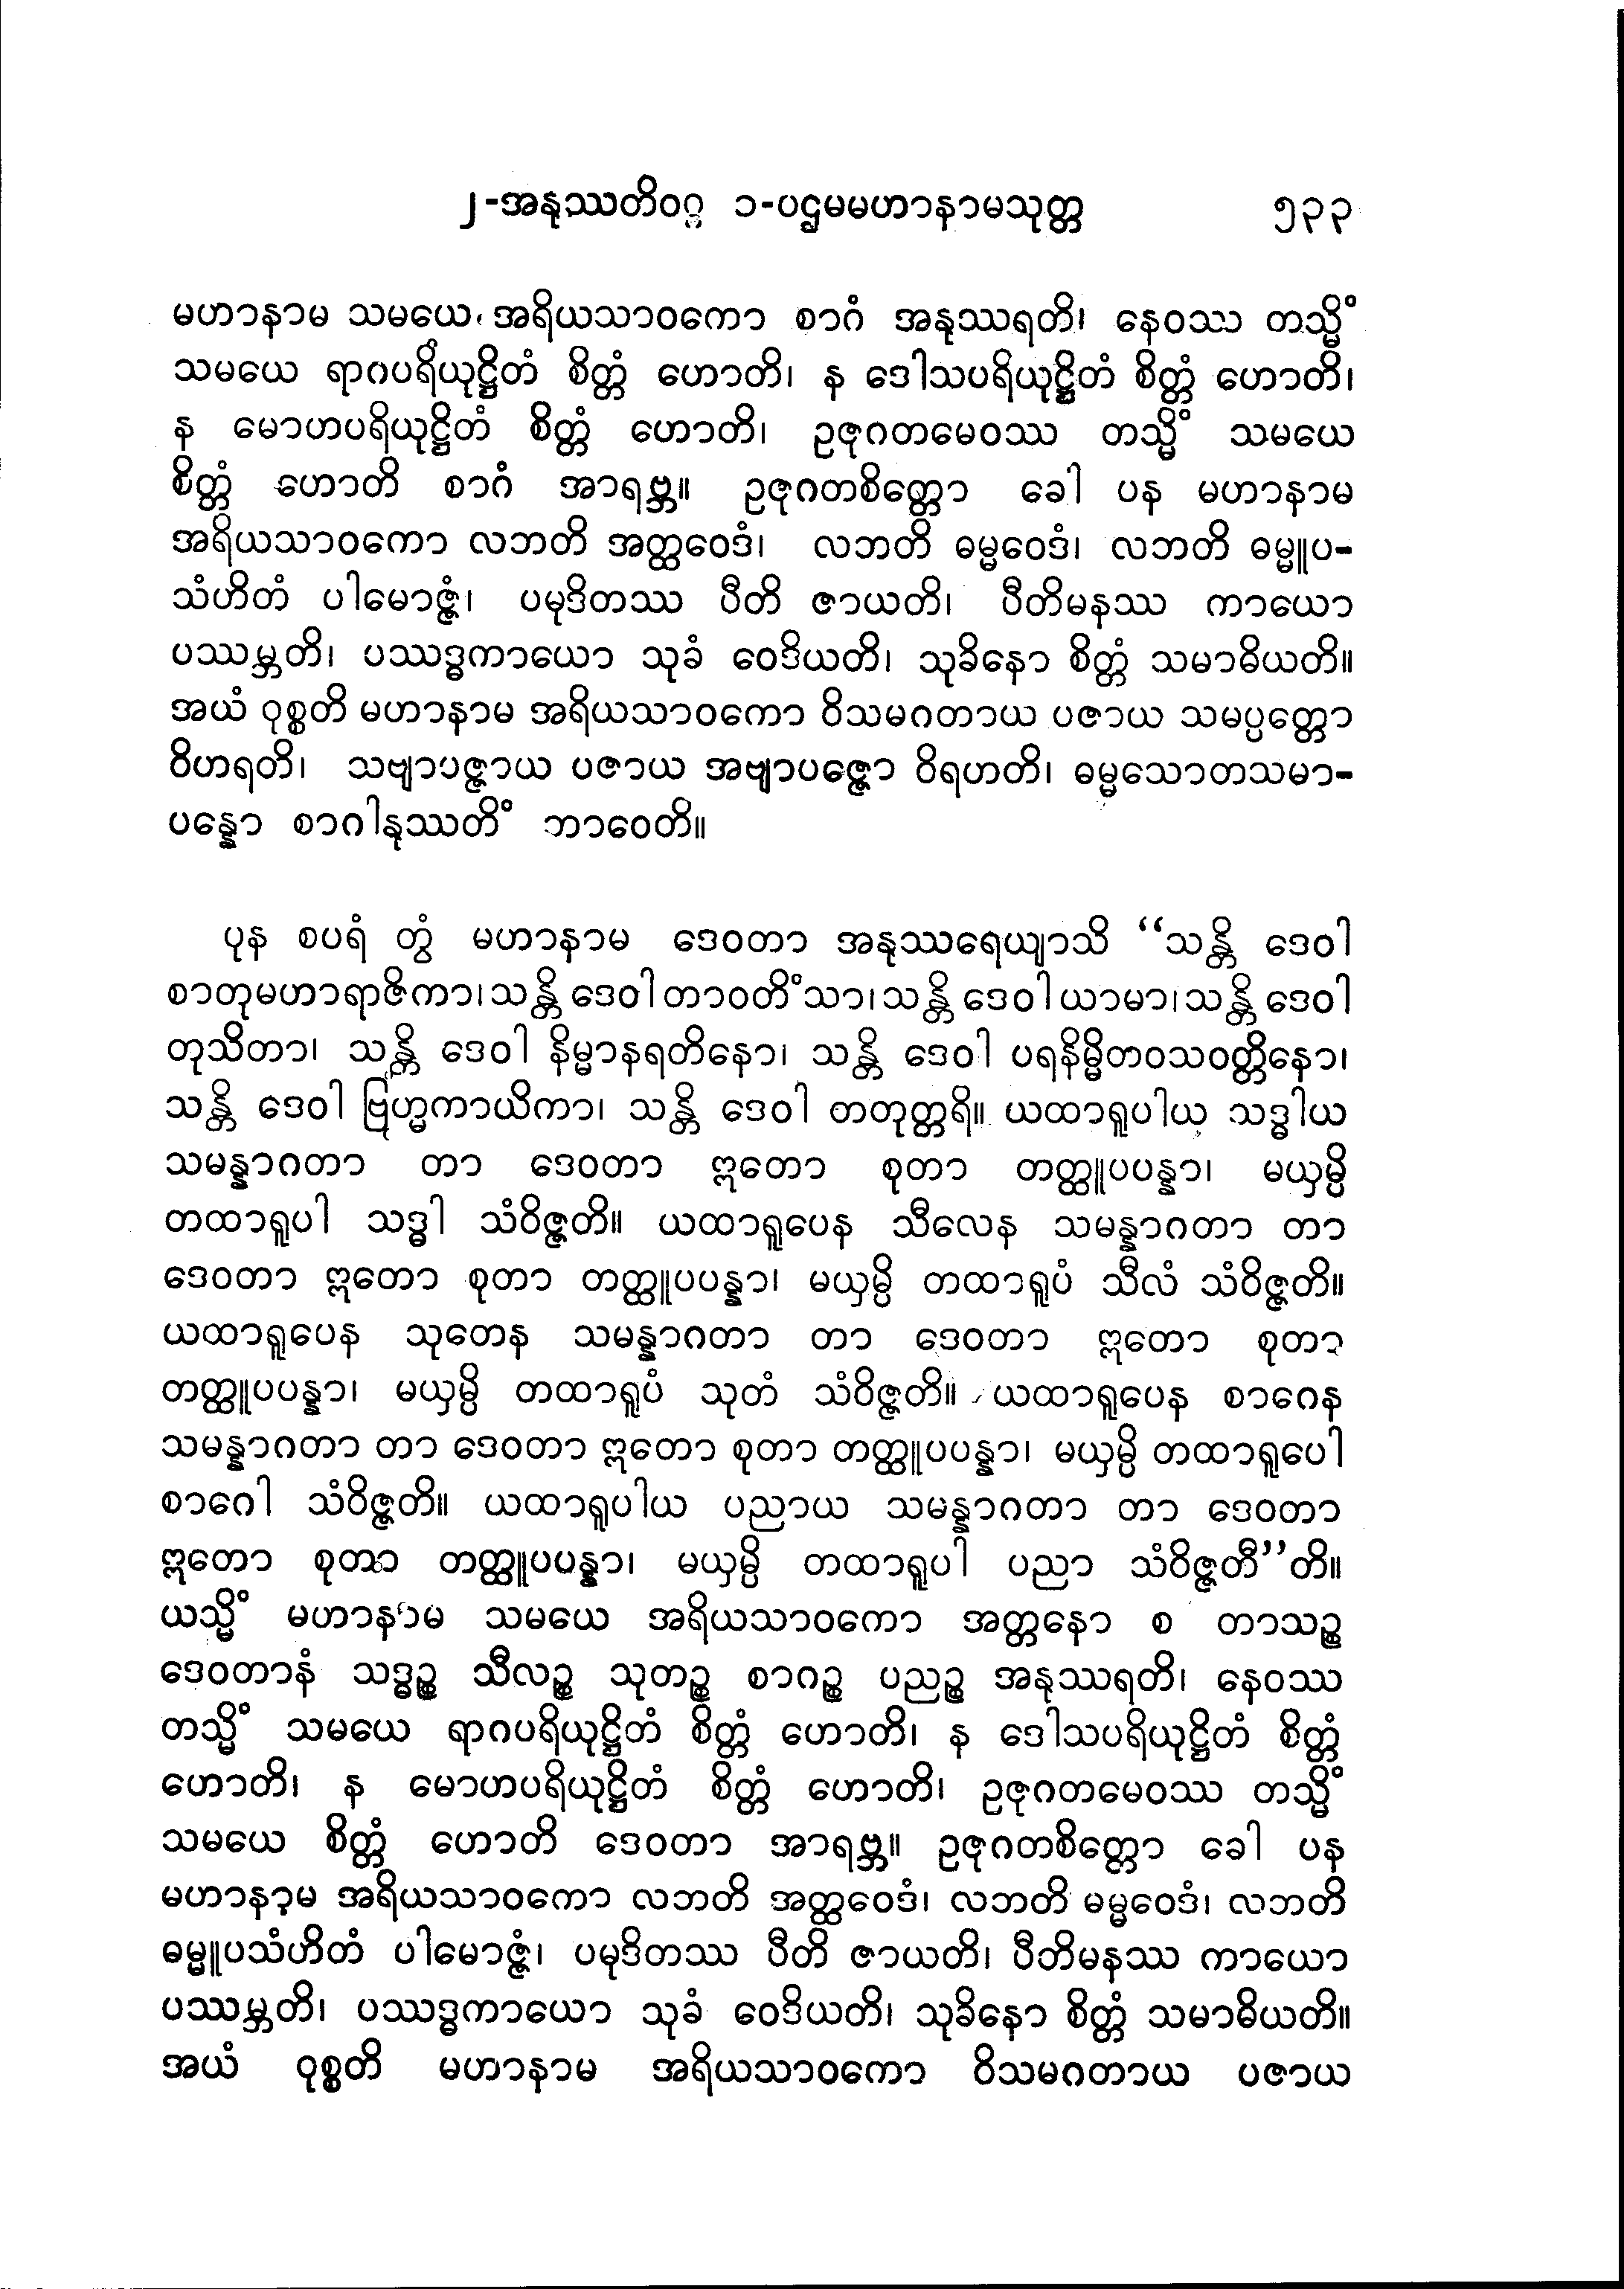 ၂-အနုဿတိဝဂ္ဂ ၁-ပဌမမဟာနာမသုတ္တ ၅၃၃
မဟာနာမ သမယေ အရိယသာဝကော စာဂံ အနုဿရတိ၊ နေဝဿ တသ္မိံ
သမယေ ရာဂပရိယုဋ္ဌိတံ စိတ္တံ ဟောတိ၊ န ဒေါသပရိယုဋ္ဌိတံ စိတ္တံ ဟောတိ၊
န မောဟပရိယုဋ္ဌိတံ စိတ္တံ ဟောတိ၊ ဥဇုဂတမေဝဿ တသ္မိံ သမယေ
စိတ္တံ ဟောတိ စာဂံ အာရဗ္ဘ။ ဥဇုဂတစိတ္တော ခေါ ပန မဟာနာမ
အရိယသာဝကော လဘတိ အတ္ထဝေဒံ၊ လဘတိ ဓမ္မဝေဒံ၊ လဘတိ ဓမ္မူပ-
သံဟိတံ ပါမောဇ္ဇံ၊ ပမုဒိတဿ ပီတိ ဇာယတိ၊ ပီတိမနဿ ကာယော
ပဿမ္ဘတိ၊ ပဿဒ္ဓကာယော သုခံ ဝေဒိယတိ၊ သုခိနော စိတ္တံ သမာဓိယတိ။
အယံ ဝုစ္စတိ မဟာနာမ အရိယသာဝကော ဝိသမဂတာယ ပဇာယ သမပ္ပတ္တော
ဝိဟရတိ၊ သဗျာပဇ္ဇာယ ပဇာယ အဗျာပဇ္ဇော ဝိရဟတိ၊ ဓမ္မသောတသမာ-
ပန္နော စာဂါနုဿတိံ ဘာဝေတိ။
ပုန စပရံ တွံ မဟာနာမ ဒေဝတာ အနုဿရေယျာသိ “သန္တိ ဒေဝါ
စာတုမဟာရာဇိကာ၊သန္တိ ဒေဝါ တာဝတိံသာ၊သန္တိ ဒေဝါ ယာမာ၊သန္တိ ဒေဝါ
တုသိတာ၊ သန္တိ ဒေဝါ နိမ္မာနရတိနော၊ သန္တိ ဒေဝါ ပရနိမ္မိတဝသဝတ္တိနော၊
သန္တိ ဒေဝါ ဗြဟ္မကာယိကာ၊ သန္တိ ဒေဝါ တတုတ္တရိ။ ယထာရူပါယ သဒ္ဓါယ
သမန္နာဂတာ တာ ဒေဝတာ ဣတော စုတာ တတ္ထူပပန္နာ၊ မယှမ္ပိ
တထာရူပါ သဒ္ဓါ သံဝိဇ္ဇတိ။ ယထာရူပေန သီလေန သမန္နာဂတာ တာ
ဒေဝတာ ဣတော စုတာ တတ္ထူပပန္နာ၊ မယှမ္ပိ တထာရူပံ သီလံ သံဝိဇ္ဇတိ။
ယထာရူပေန သုတေန သမန္နာဂတာ တာ ဒေဝတာ ဣတော စုတာ
တတ္ထူပပန္နာ၊ မယှမ္ပိ တထာရူပံ သုတံ သံဝိဇ္ဇတိ။ ယထာရူပေန စာဂေန
သမန္နာဂတာ တာ ဒေဝတာ ဣတော စုတာ တတ္ထူပပန္နာ၊ မယှမ္ပိ တထာရူပေါ
စာဂေါ သံဝိဇ္ဇတိ။ ယထာရူပါယ ပညာယ သမန္နာဂတာ တာ ဒေဝတာ
ဣတော စုတာ တတ္ထူပပန္နာ၊ မယှမ္ပိ တထာရူပါ ပညာ သံဝိဇ္ဇတီ”တိ။
ယသ္မိံ မဟာနာမ သမယေ အရိယသာဝကော အတ္တနော စ တာသဉ္စ
ဒေဝတာနံ သဒ္ဓဉ္စ သီလဉ္စ သုတဉ္စ စာဂဉ္စ ပညဉ္စ အနုဿရတိ၊ နေဝဿ
တသ္မိံ သမယေ ရာဂပရိယုဋ္ဌိတံ စိတ္တံ ဟောတိ၊ န ဒေါသပရိယုဋ္ဌိတံ စိတ္တံ
ဟောတိ၊ န မောဟပရိယုဋ္ဌိတံ စိတ္တံ ဟောတိ၊ ဥဇုဂတမေဝဿ တသ္မိံ
သမယေ စိတ္တံ ဟောတိ ဒေဝတာ အာရဗ္ဘ။ ဥဇုဂတစိတ္တော ခေါ ပန
မဟာနာမ အရိယသာဝကော လဘတိ အတ္ထဝေဒံ၊ လဘတိ ဓမ္မဝေဒံ၊ လဘတိ
ဓမ္မူပသံဟိတံ ပါမောဇ္ဇံ၊ ပမုဒိတဿ ပီတိ ဇာယတိ၊ ပီတိမနဿ ကာယော
ပဿမ္ဘတိ၊ ပဿဒ္ဓကာယော သုခံ ဝေဒိယတိ၊ သုခိနော စိတ္တံ သမာဓိယတိ။
အယံ ဝုစ္စတိ မဟာနာမ အရိယသာဝကော ဝိသမဂတာယ ပဇာယ